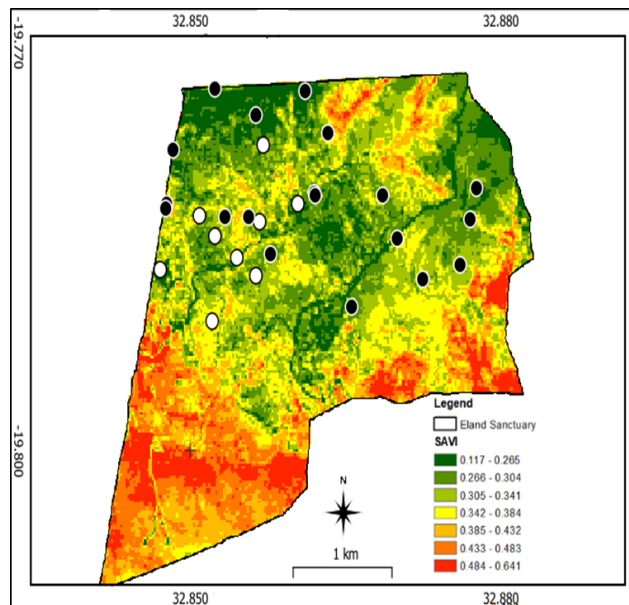 32.850 32.880
-19.770
-19.800
Legend
Eland Sanctuary
SAVI
0.117 - 0.265
0.266 - 0.304
0.305 - 0.341
0.342 - 0.384
0.385 - 0.432
0.433 - 0.483
0.484 - 0.641
N
1 km
32.850 32.880